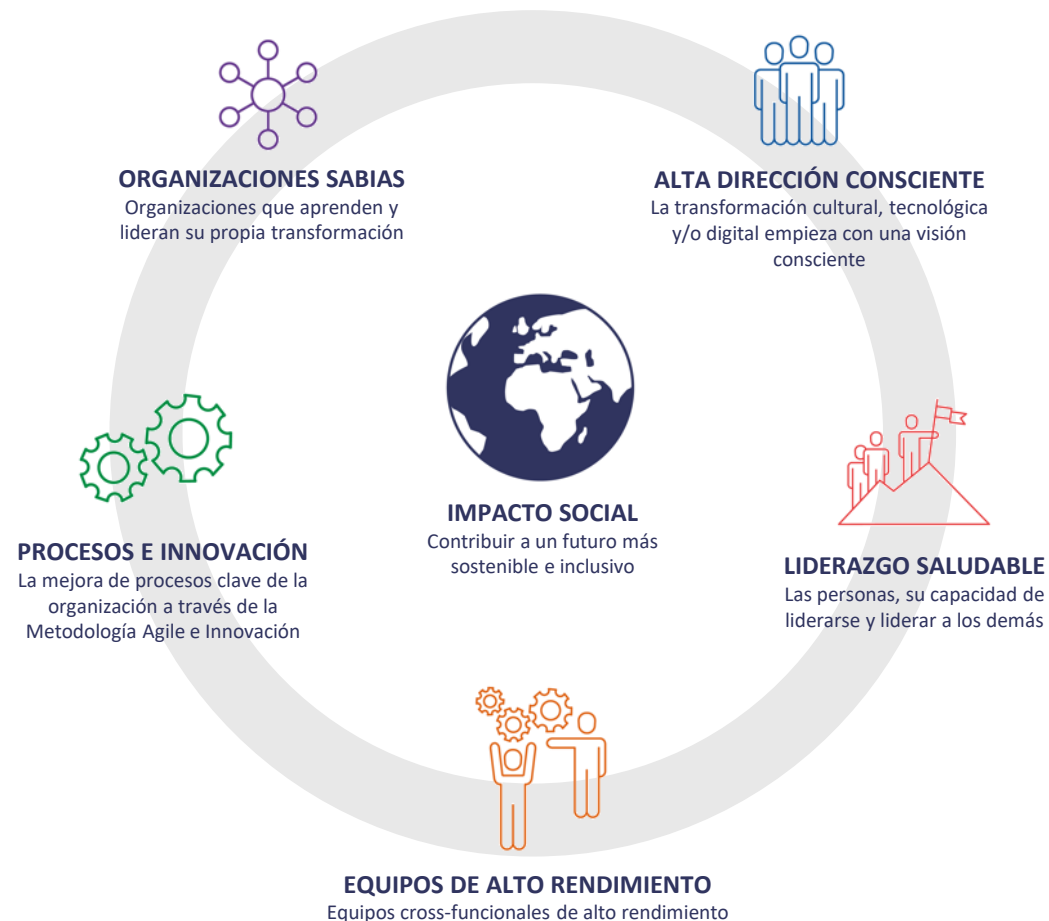 ORGANIZACIONES SABIAS
Organizaciones que aprenden y
lideran su propia transformación
ALTA DIRECCIÓN CONSCIENTE
La transformación cultural, tecnológica
y/o digital empieza con una visión
consciente
PROCESOS E INNOVACIÓN
La mejora de procesos clave de la
organización a través de la
Metodología Agile e Innovación
IMPACTO SOCIAL
Contribuir a un futuro más
sostenible e inclusivo
LIDERAZGO SALUDABLE
Las personas, su capacidad de
liderarse y liderar a los demás
EQUIPOS DE ALTO RENDIMIENTO
Equipos cross-funcionales de alto rendimiento